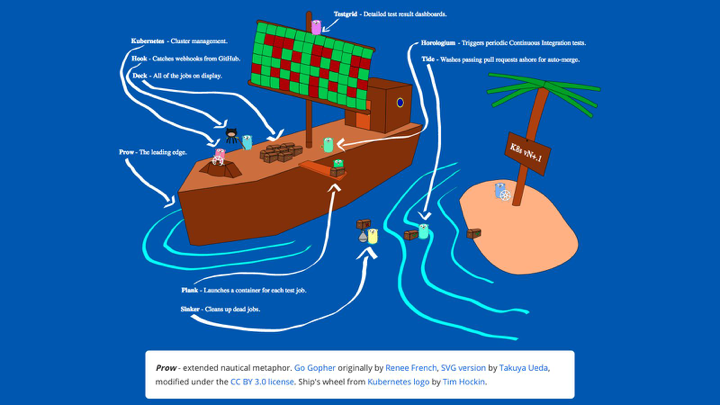 Testgrid - Detailed test result dashboards.
Kubernetes - Cluster management.
Hook - Catches webhooks from GitHub.
Deck - All of the jobs on display.
Horologium - Triggers periodic Continuous Integration tests.
Tide - Washes passing pull requests ashore for auto-merge.
Prow - The leading edge.
K8s vN+.1
Plank - Launches a container for each test job.
Sinker - Cleans up dead jobs.
Prow - extended nautical metaphor. Go Gopher originally by Renee French, SVG version by Takuya Ueda,
modified under the CC BY 3.0 license. Ship's wheel from Kubernetes logo by Tim Hockin.